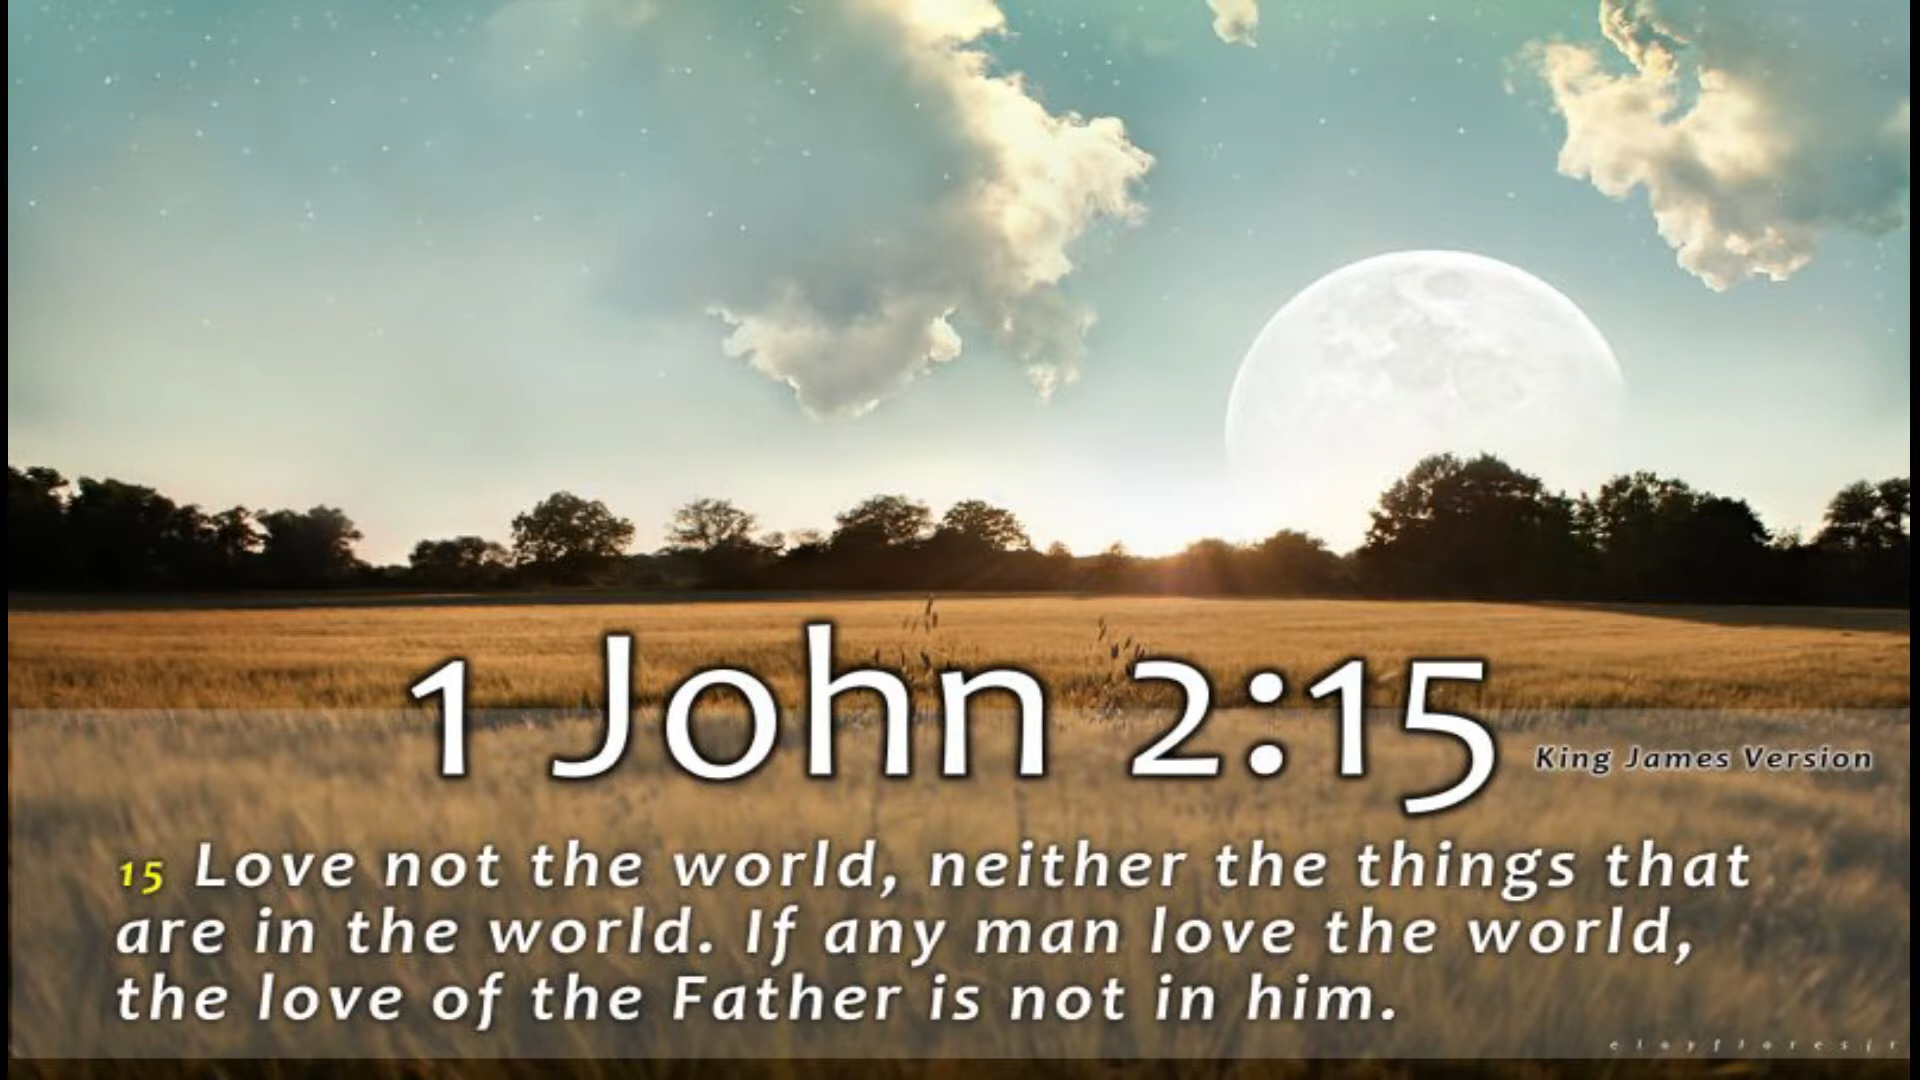 1 John 2:15
King James Version
15 Love not the world, neither the things that
are in the world. If any man love the world,
the love of the Father is not in him.
eloyfloresjr